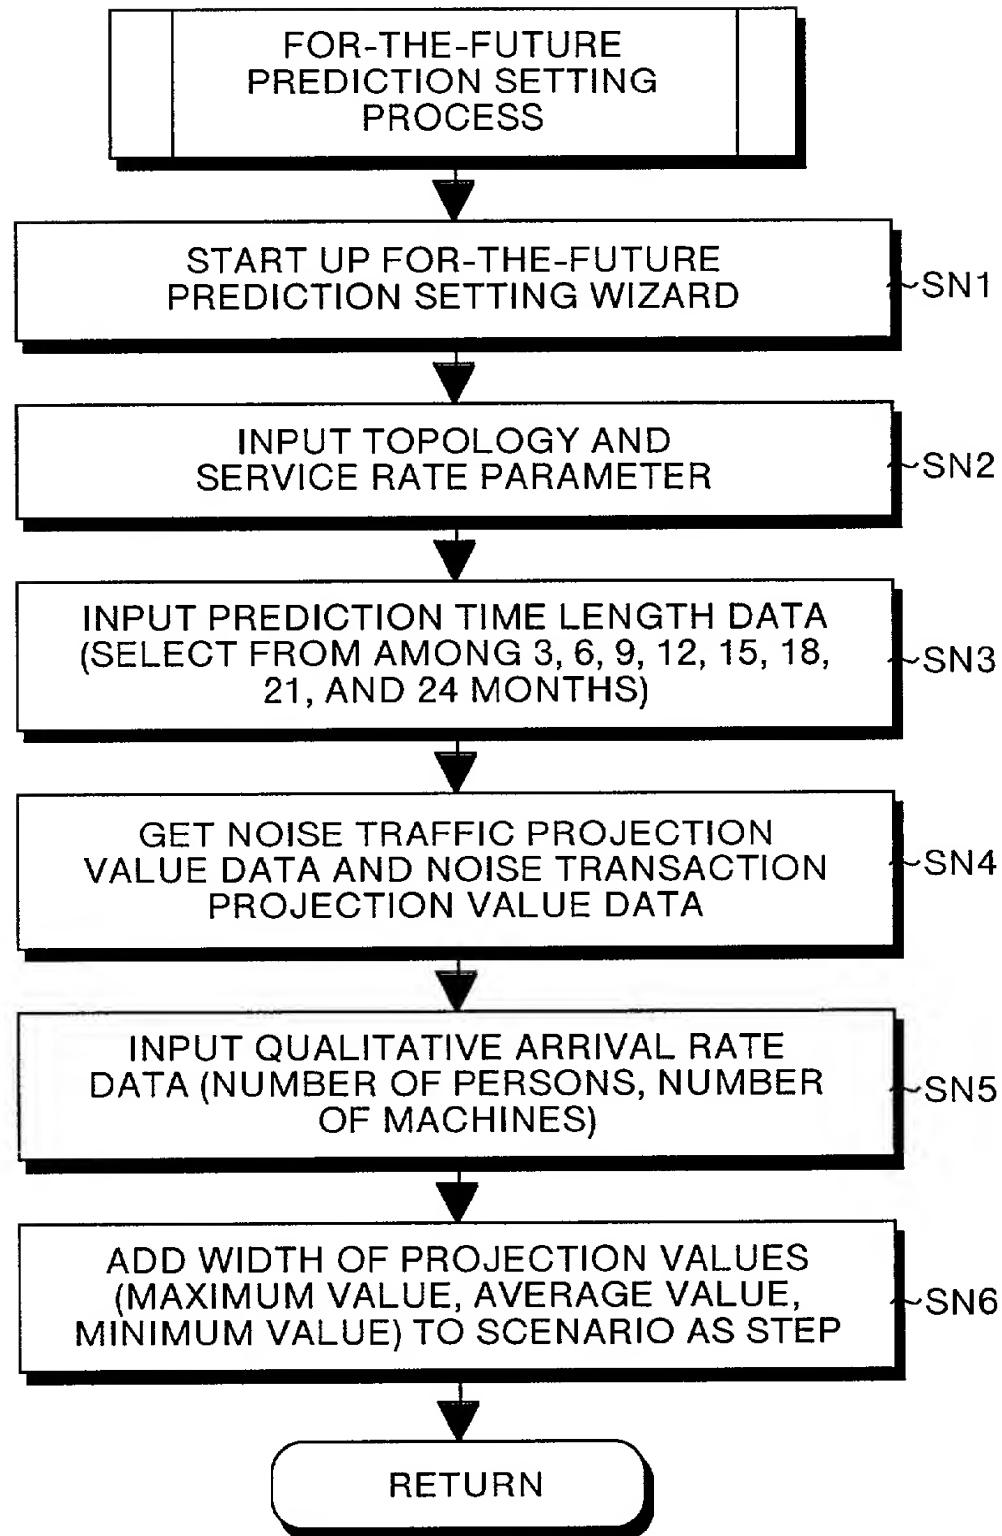 FOR-THE-FUTURE
PREDICTION SETTING
PROCESS
START UP FOR-THE-FUTURE
PREDICTION SETTING WIZARD
SN1
INPUT TOPOLOGY AND
SERVICE RATE PARAMETER
SN2
INPUT PREDICTION TIME LENGTH DATA
(SELECT FROM AMONG 3, 6, 9, 12, 15, 18,
21, AND 24 MONTHS)
SN3
GET NOISE TRAFFIC PROJECTION
VALUE DATA AND NOISE TRANSACTION
PROJECTION VALUE DATA
SN4
INPUT QUALITATIVE ARRIVAL RATE
DATA (NUMBER OF PERSONS, NUMBER
OF MACHINES)
SN5
ADD WIDTH OF PROJECTION VALUES
(MAXIMUM VALUE, AVERAGE VALUE,
MINIMUM VALUE) TO SCENARIO AS STEP
SN6
RETURN